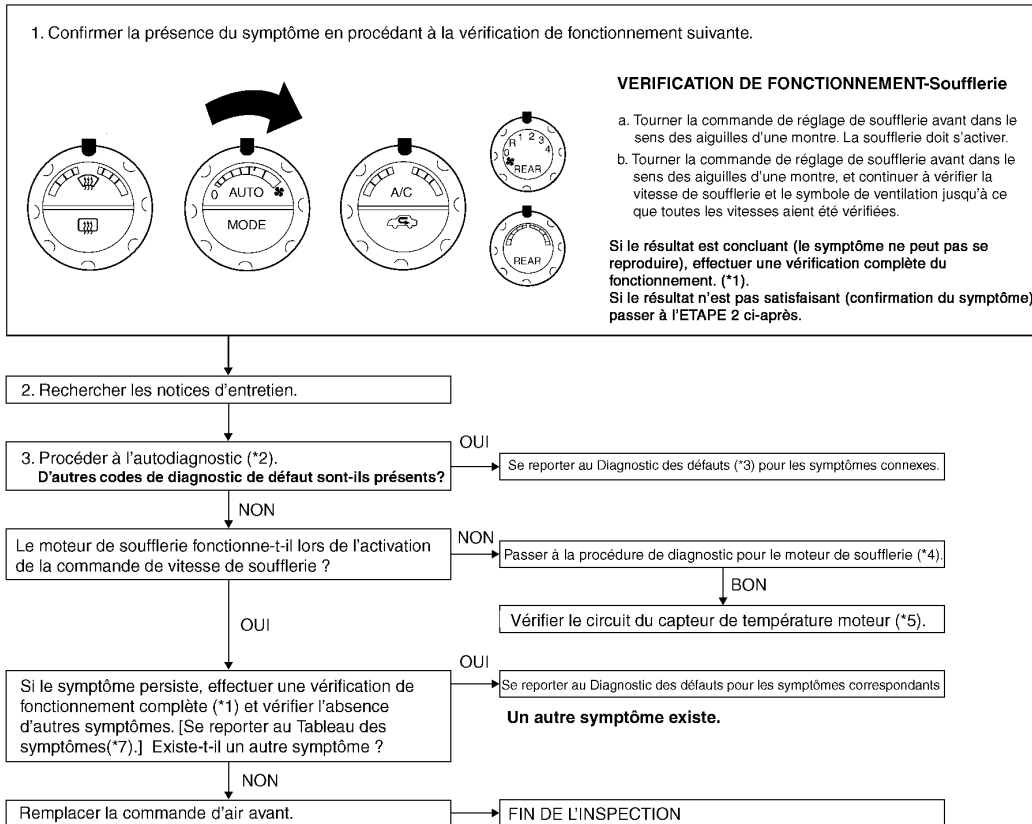 1. Confirmer la présence du symptôme en procédant à la vérification de fonctionnement suivante.
VERIFICATION DE FONCTIONNEMENT-Soufflerie
a. Tourner la commande de réglage de soufflerie avant dans le
sens des aiguilles d'une montre. La soufflerie doit s'activer.
b. Tourner la commande de réglage de soufflerie avant dans le
sens des aiguilles d'une montre, et continuer à vérifier la
vitesse de soufflerie et le symbole de ventilation jusqu'à ce
que toutes les vitesses aient été vérifiées.
Si le résultat est concluant (le symptôme ne peut pas se
reproduire), effectuer une vérification complète du
fonctionnement. (*1).
Si le résultat n'est pas satisfaisant (confirmation du symptôme)
passer à l'ETAPE 2 ci-après.
0
AUTO
MODE
A/C
0 R 1 2 3 4
REAR
REAR
2. Rechercher les notices d'entretien.
3. Procéder à l'autodiagnostic (*2).
D'autres codes de diagnostic de défaut sont-ils présents?
OUI
Se reporter au Diagnostic des défauts (*3) pour les symptômes connexes.
NON
Le moteur de soufflerie fonctionne-t-il lors de l'activation
de la commande de vitesse de soufflerie ?
NON
Passer à la procédure de diagnostic pour le moteur de soufflerie (*4).
BON
Vérifier le circuit du capteur de température moteur (*5).
OUI
Si le symptôme persiste, effectuer une vérification de
fonctionnement complète (*1) et vérifier l'absence
d'autres symptômes. [Se reporter au Tableau des
symptômes(*7).] Existe-t-il un autre symptôme ?
OUI
Se reporter au Diagnostic des défauts pour les symptômes correspondants
Un autre symptôme existe.
NON
Remplacer la commande d'air avant.
FIN DE L'INSPECTION